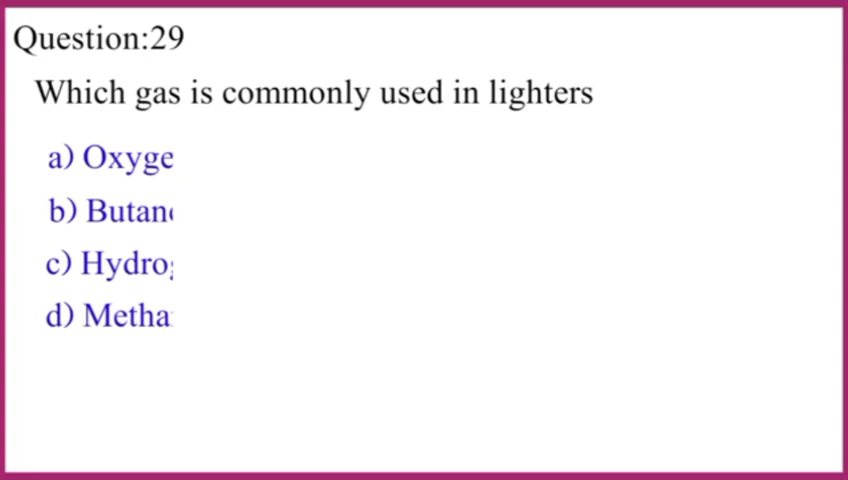 Question:29
Which gas is commonly used in lighters
a) Oxyge
b) Butan
c) Hydro
d) Metha